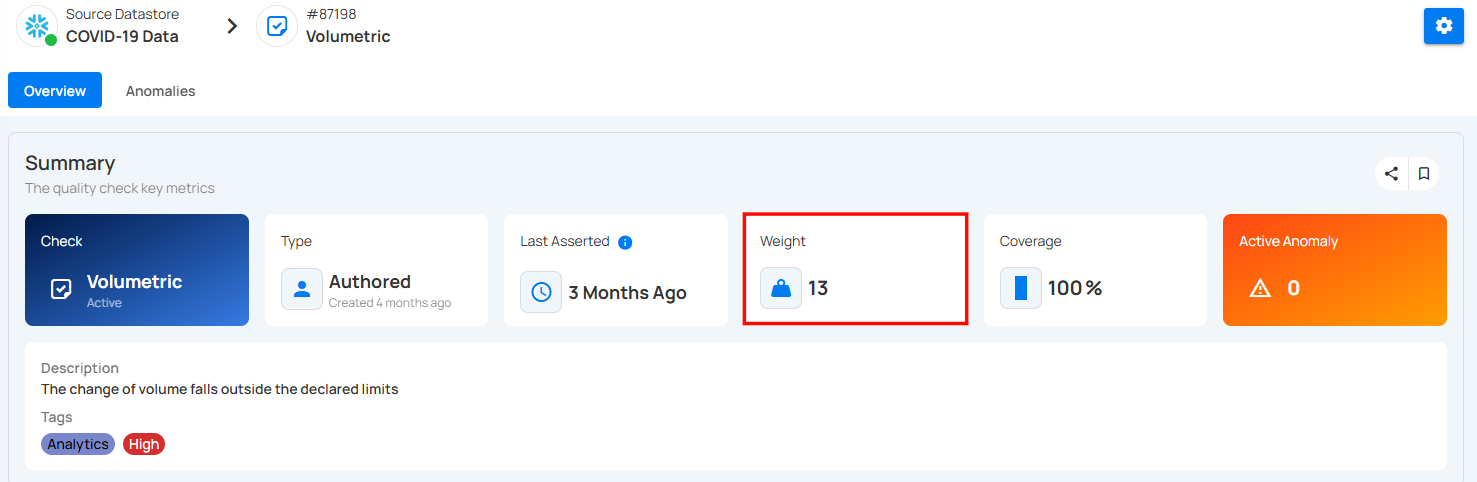 Source Datastore
COVID-19 Data
#87198
Volumetric
Overview
Anomalies
Summary
The quality check key metrics
Check
Volumetric
Active
Type
Authored
Created 4 months ago
Last Asserted
3 Months Ago
Weight
13
Coverage
100%
Active Anomaly
0
Description
The change of volume falls outside the declared limits
Tags
Analytics
High